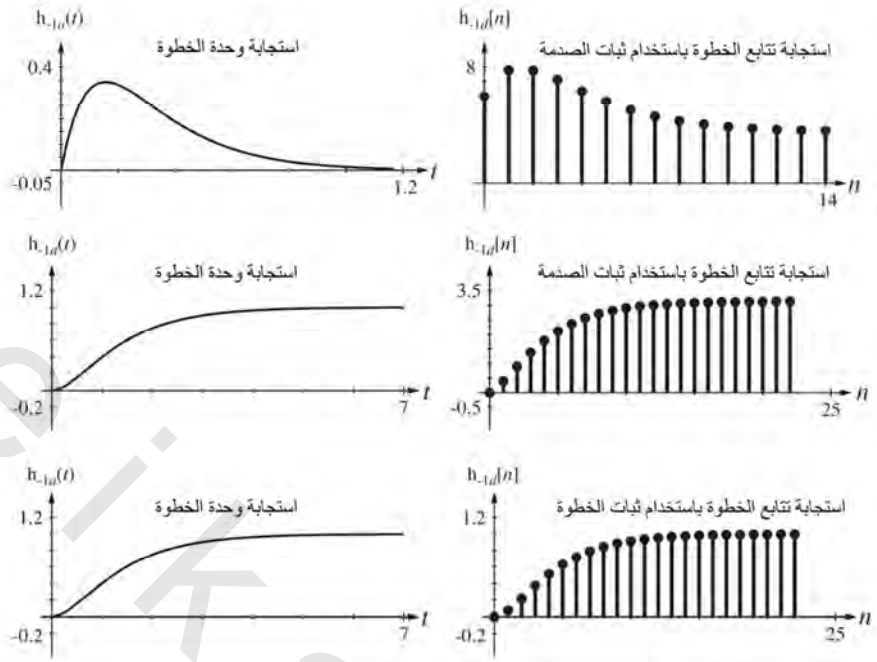 h₋₁ₐ(t)
استجابة وحدة الخطوة
0.4
-0.05
1.2
t
h₋₁d[n]
استجابة تتابع الخطوة باستخدام ثبات الصدمة
8
14
n
h₋₁d(t)
استجابة وحدة الخطوة
1.2
-0.2
7
t
h₋₁d[n]
استجابة تتابع الخطوة باستخدام ثبات الصدمة
3.5
-0.5
25
n
h₋₁d(t)
استجابة وحدة الخطوة
1.2
-0.2
7
t
h₋₁d[n]
استجابة تتابع الخطوة باستخدام ثبات الخطوة
1.2
-0.2
25
n